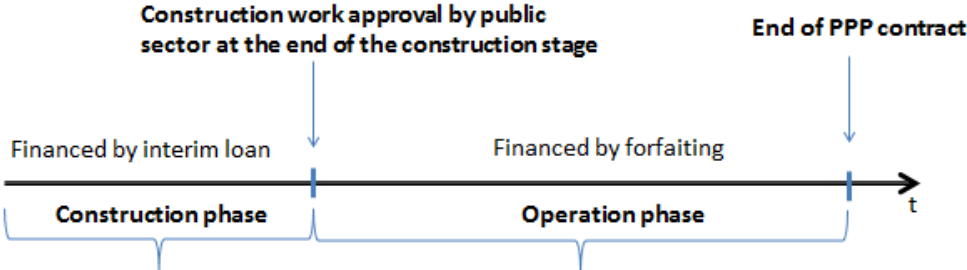 Construction work approval by public
sector at the end of the construction stage
End of PPP contract
Financed by interim loan
Financed by forfaiting
t
Construction phase
Operation phase